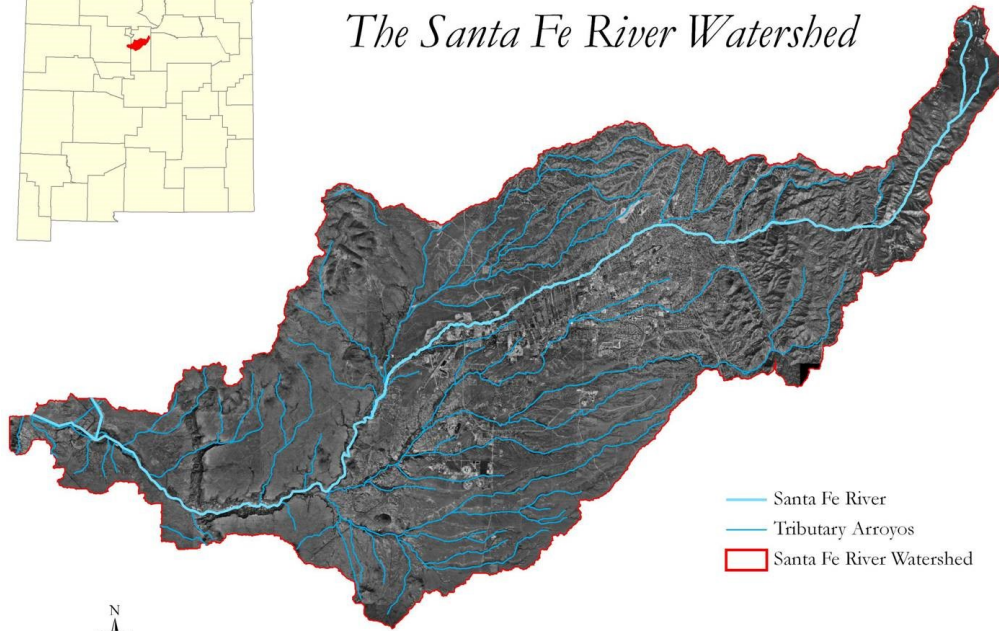 The Santa Fe River Watershed
Santa Fe River
Tributary Arroyos
Santa Fe River Watershed
N